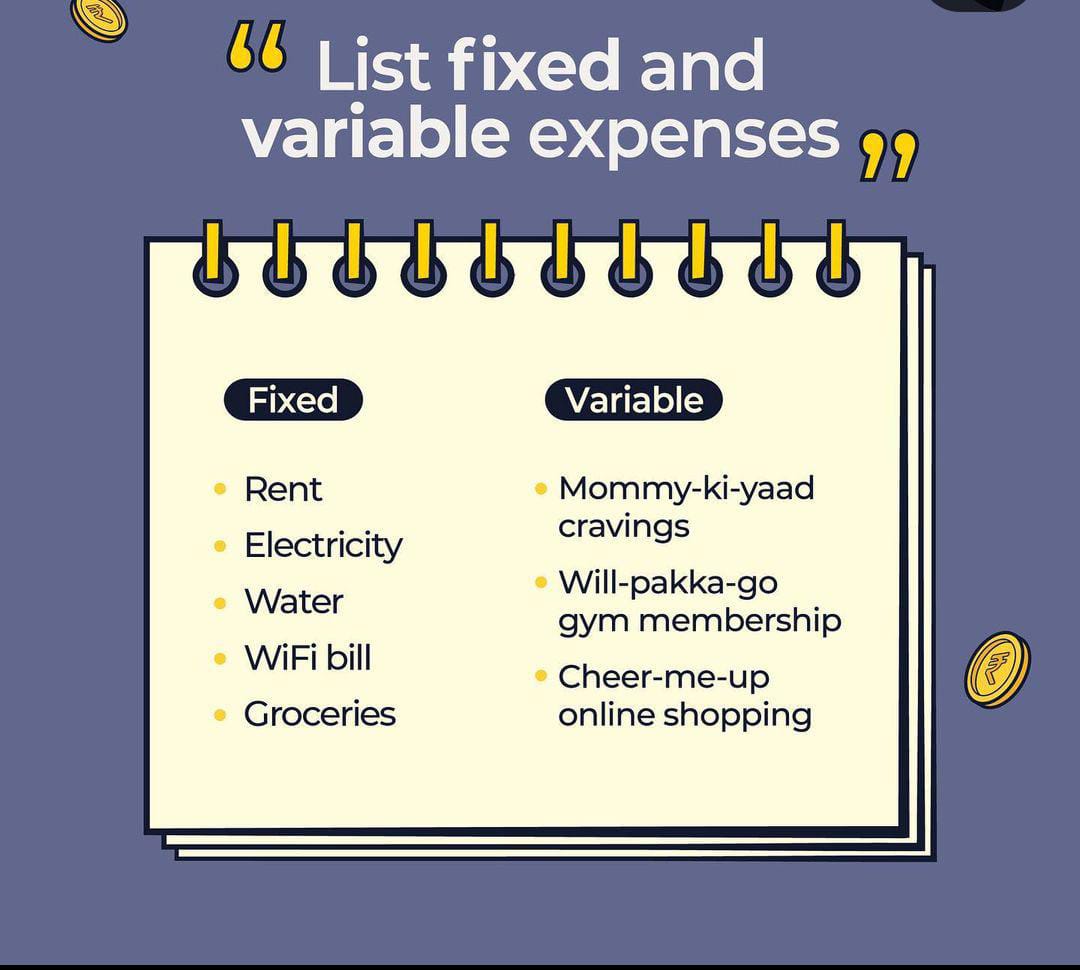 “ List fixed and
variable expenses ”
Fixed
Rent
Electricity
Water
WiFi bill
Groceries
Variable
Mommy-ki-yaad
cravings
Will-pakka-go
gym membership
Cheer-me-up
online shopping